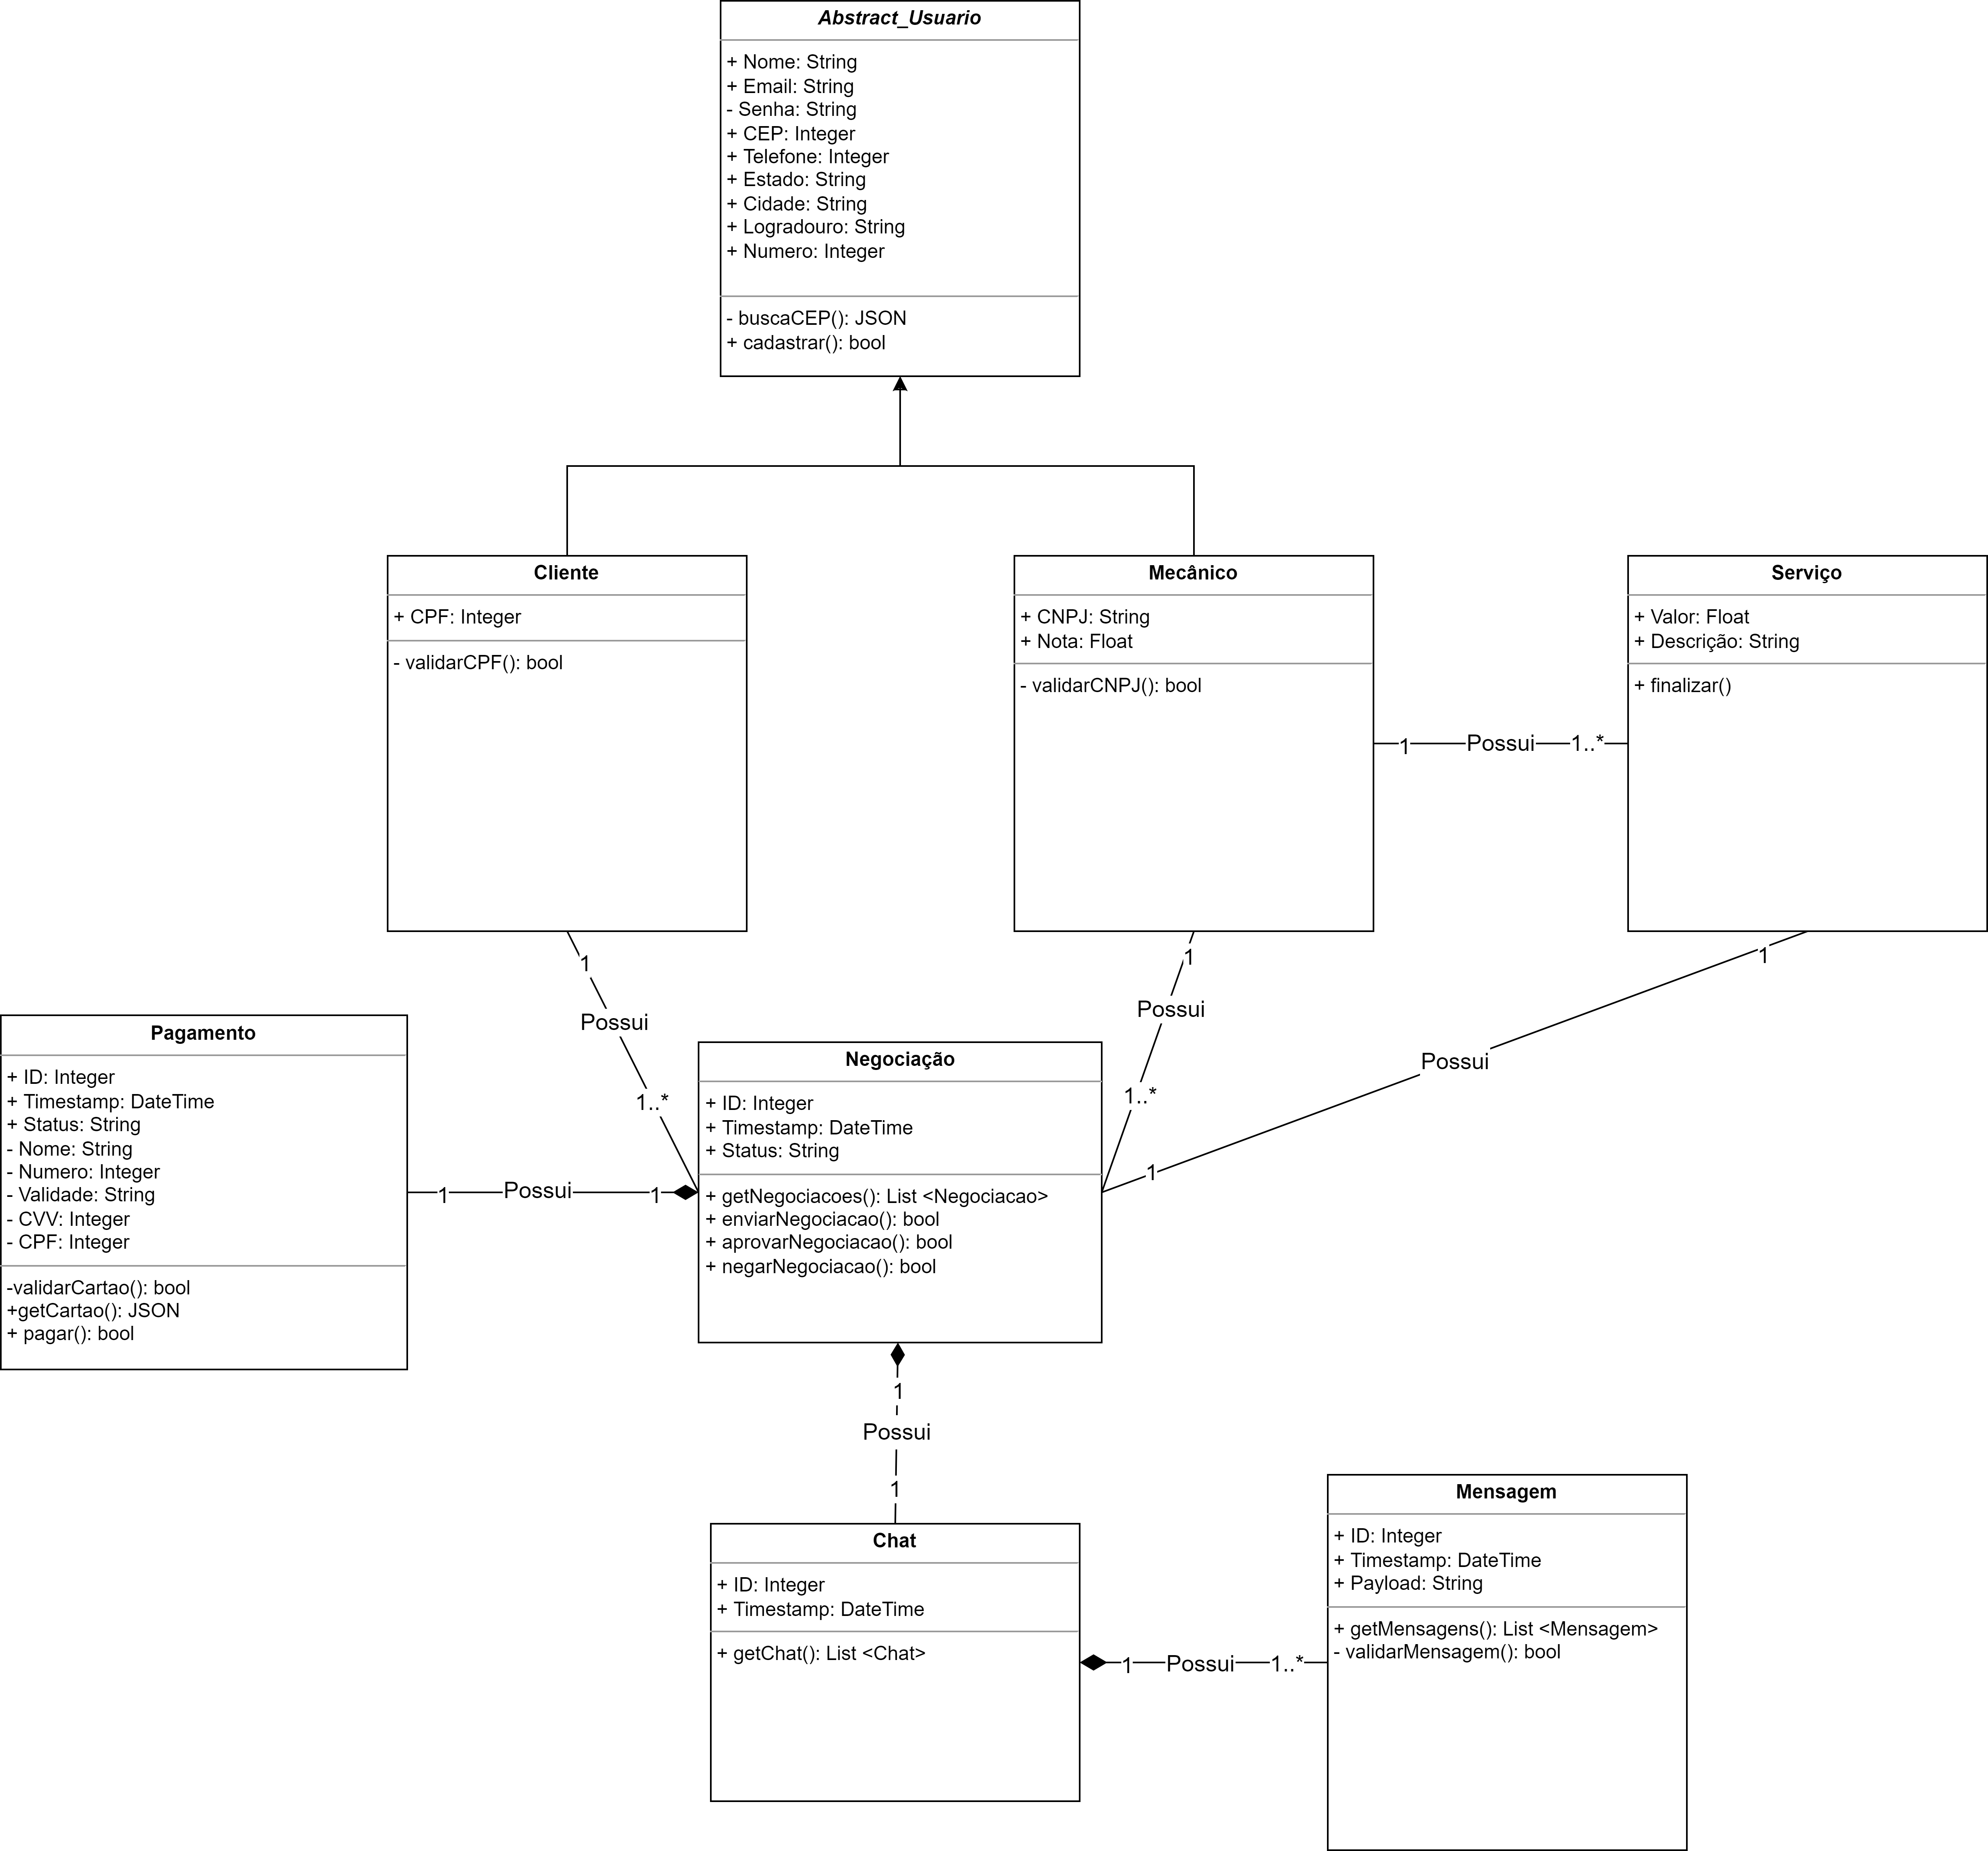 Abstract_Usuario
+ Nome: String
+ Email: String
- Senha: String
+ CEP: Integer
+ Telefone: Integer
+ Estado: String
+ Cidade: String
+ Logradouro: String
+ Numero: Integer
- buscaCEP(): JSON
+ cadastrar(): bool
Cliente
+ CPF: Integer
- validarCPF(): bool
Mecânico
+ CNPJ: String
+ Nota: Float
- validarCNPJ(): bool
1
Possui
1..*
Serviço
+ Valor: Float
+ Descrição: String
+ finalizar()
1
Possui
1..*
1
Possui
1..*
1
Possui
1
Pagamento
+ ID: Integer
+ Timestamp: DateTime
+ Status: String
- Nome: String
- Numero: Integer
- Validade: String
- CVV: Integer
- CPF: Integer
-validarCartao(): bool
+getCartao(): JSON
+ pagar(): bool
1
Possui
1
Negociação
+ ID: Integer
+ Timestamp: DateTime
+ Status: String
+ getNegociacoes(): List <Negociacao>
+ enviarNegociacao(): bool
+ aprovarNegociacao(): bool
+ negarNegociacao(): bool
1
Possui
1
Chat
+ ID: Integer
+ Timestamp: DateTime
+ getChat(): List <Chat>
1
Possui
1..*
Mensagem
+ ID: Integer
+ Timestamp: DateTime
+ Payload: String
+ getMensagens(): List <Mensagem>
- validarMensagem(): bool